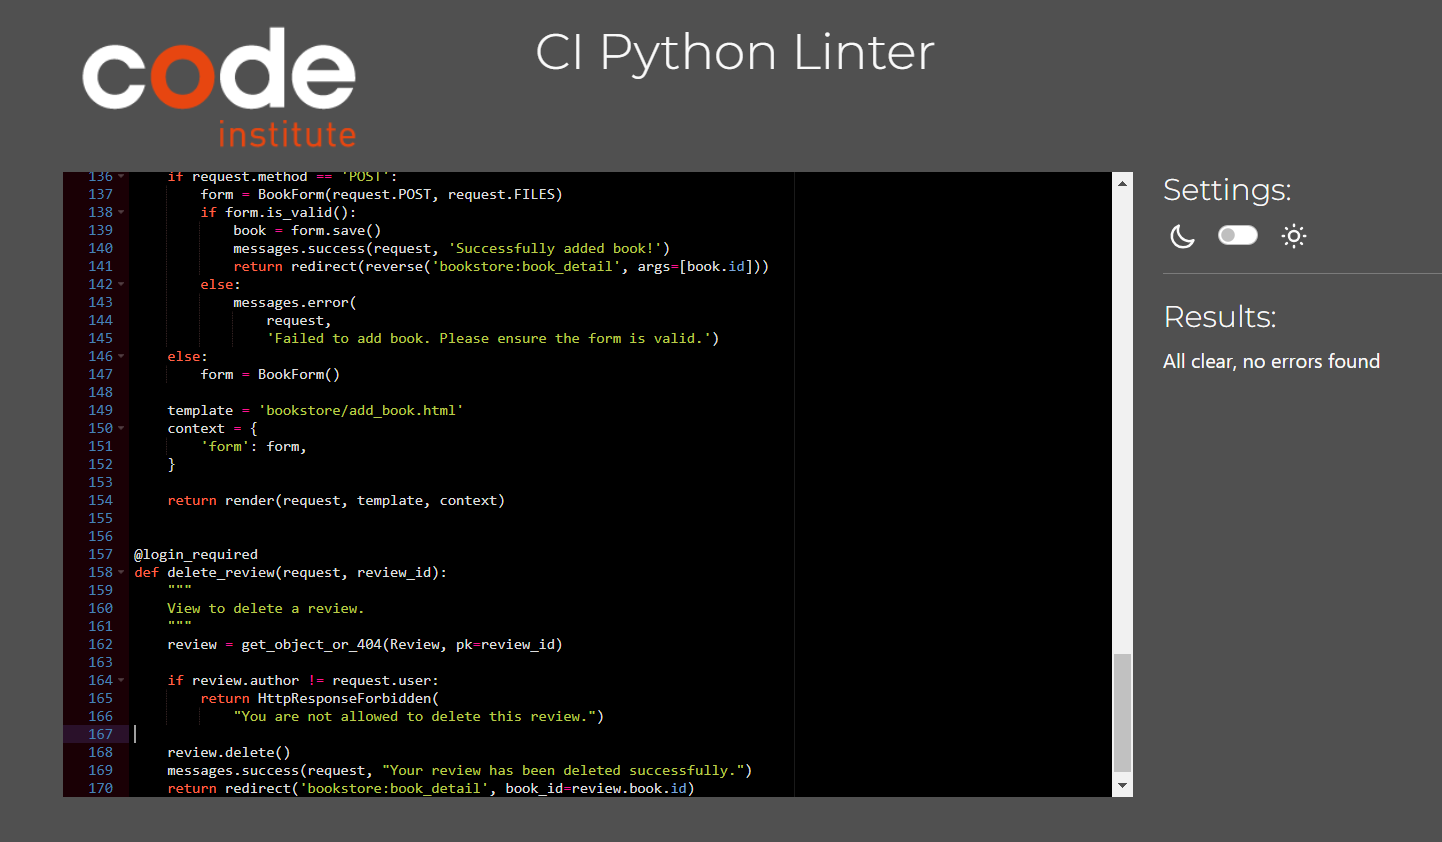 code
institute
CI Python Linter
136 if request.method == 'POST':
137 form = BookForm(request.POST, request.FILES)
138 if form.is_valid():
139 book = form.save()
140 messages.success(request, 'Successfully added book!')
141 return redirect(reverse('bookstore:book_detail', args=[book.id]))
142 else:
143 messages.error(
144 request,
145 'Failed to add book. Please ensure the form is valid.')
146 else:
147 form = BookForm()
148
149 template = 'bookstore/add_book.html'
150 context = {
151 'form': form,
152 }
153
154 return render(request, template, context)
155
156
157 @login_required
158 def delete_review(request, review_id):
159 """
160 View to delete a review.
161 """
162 review = get_object_or_404(Review, pk=review_id)
163
164 if review.author != request.user:
165 return HttpResponseForbidden(
166 "You are not allowed to delete this review.")
167
168 review.delete()
169 messages.success(request, "Your review has been deleted successfully.")
170 return redirect('bookstore:book_detail', book_id=review.book.id)
Settings:
Results:
All clear, no errors found